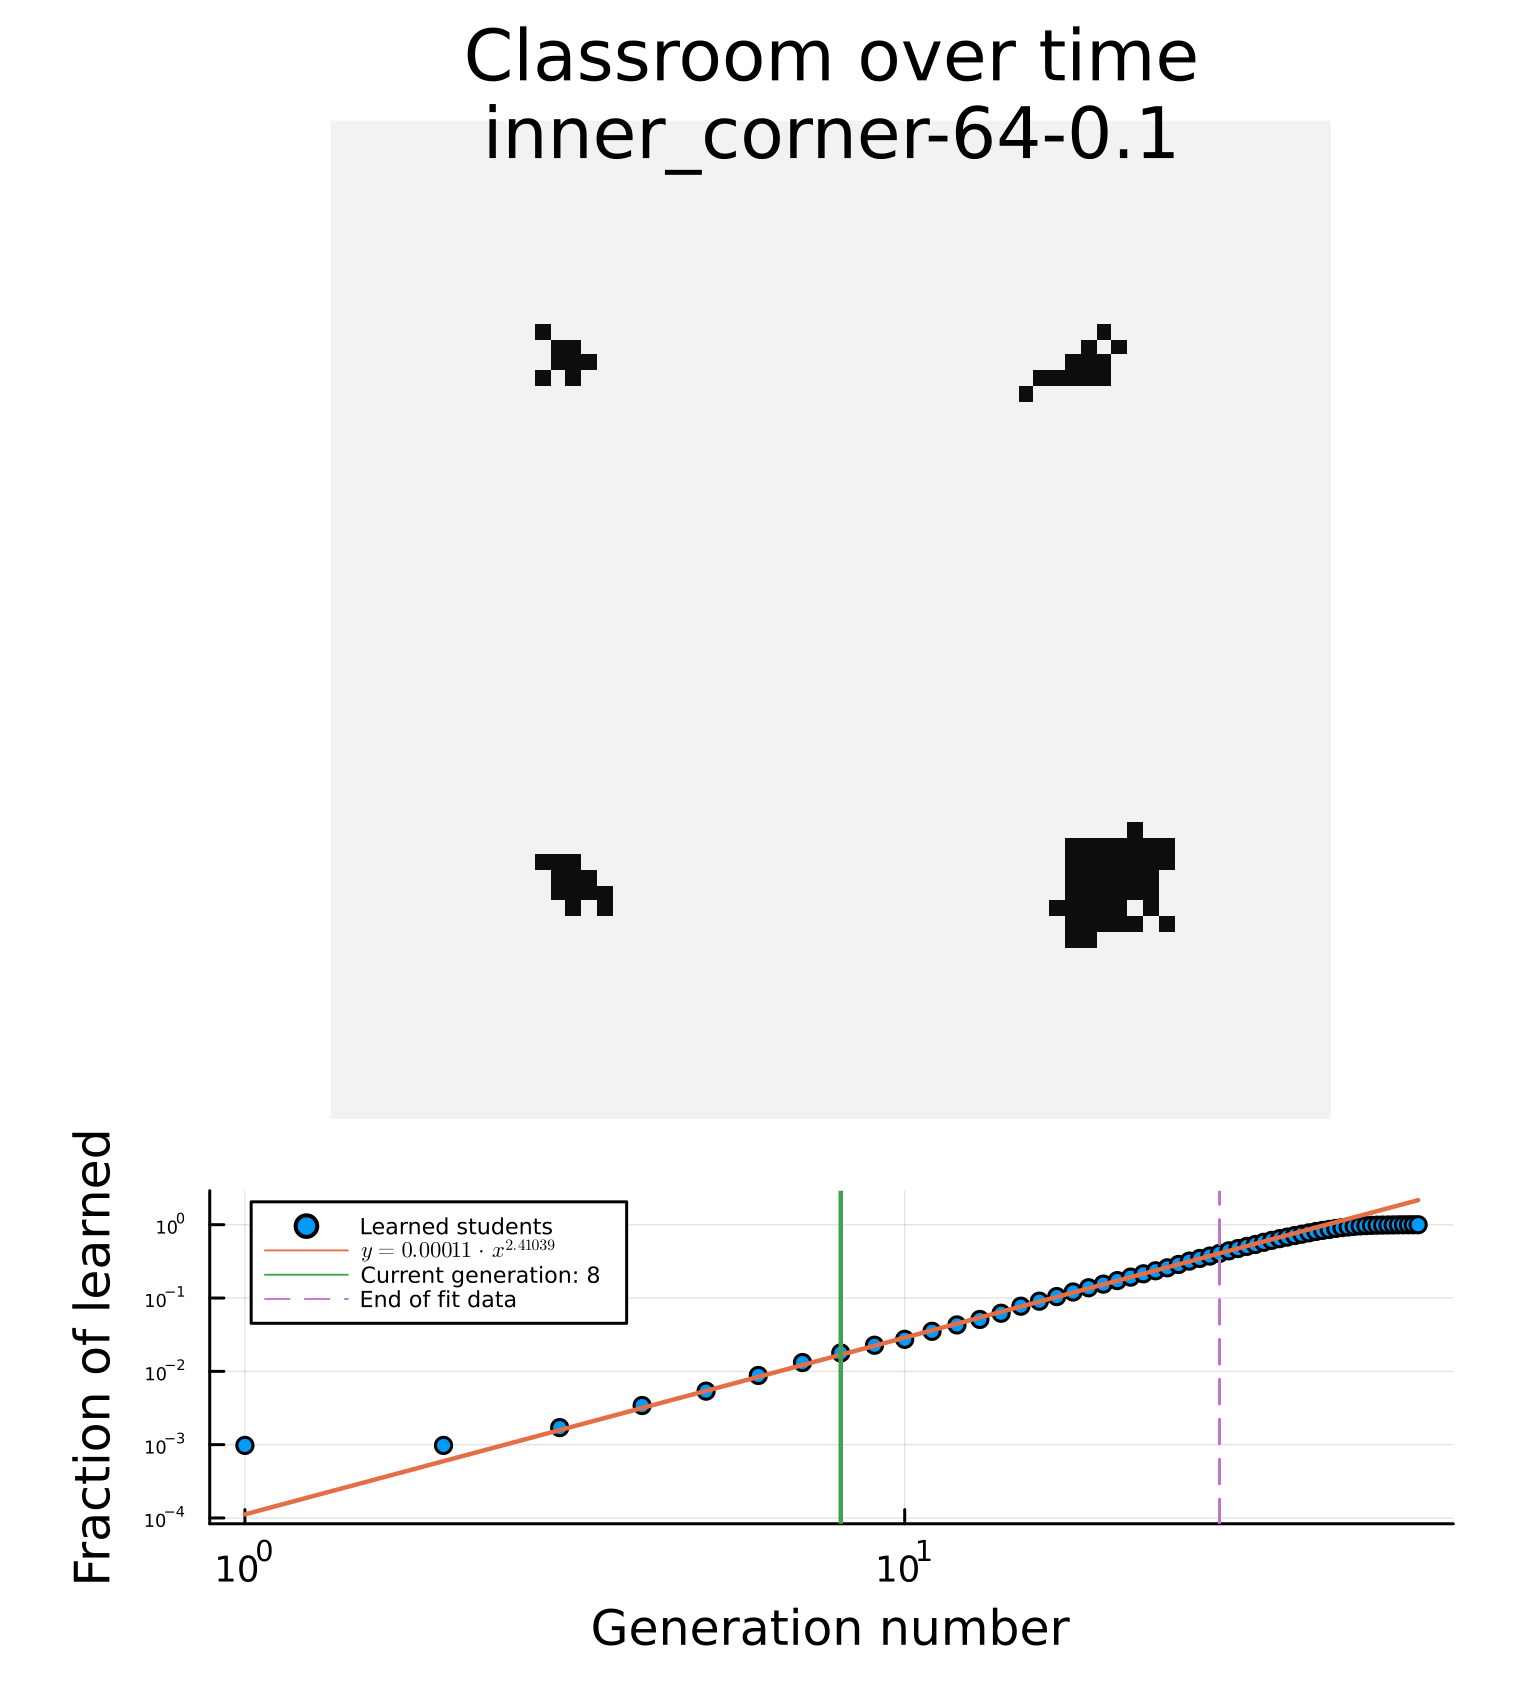 Classroom over time
inner_corner-64-0.1
Fraction of learned
10^0
10^-1
10^-2
10^-3
10^-4
Learned students
y = 0.00011 · x^2.41039
Current generation: 8
End of fit data
10^0
10^1
Generation number